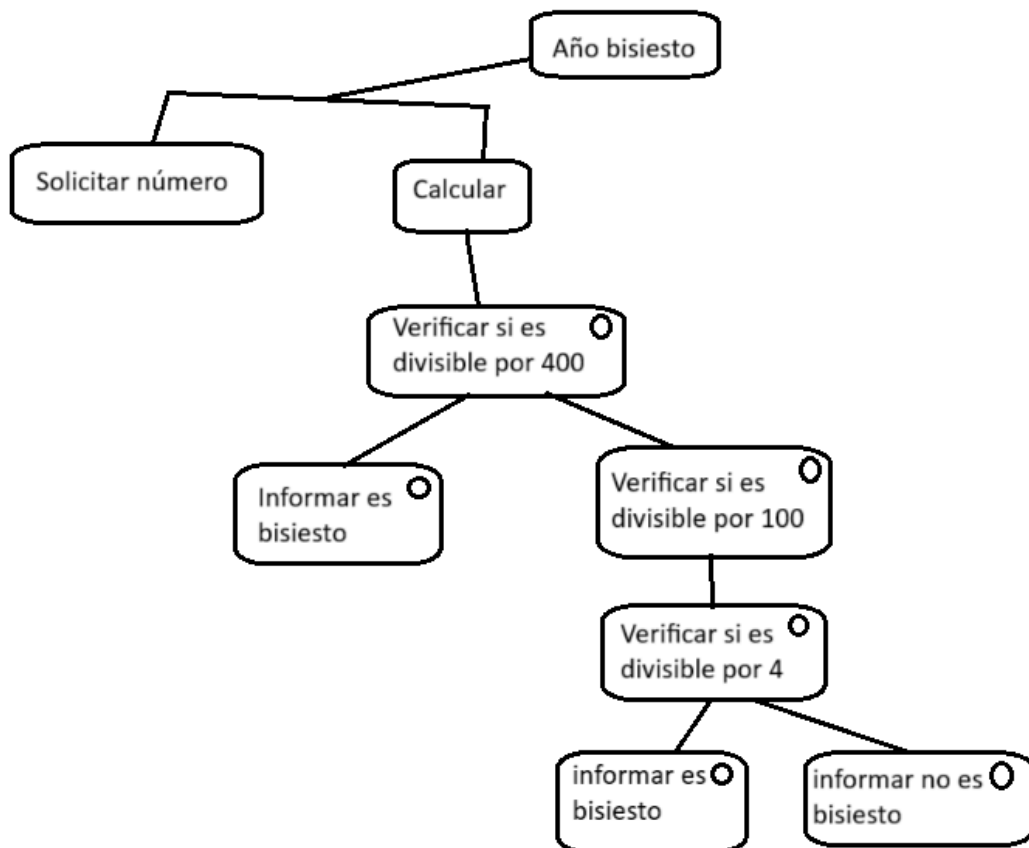 Año bisiesto
Solicitar número
Calcular
Verificar si es
divisible por 400
Informar es
bisiesto
Verificar si es
divisible por 100
Verificar si es
divisible por 4
informar es
bisiesto
informar no es
bisiesto